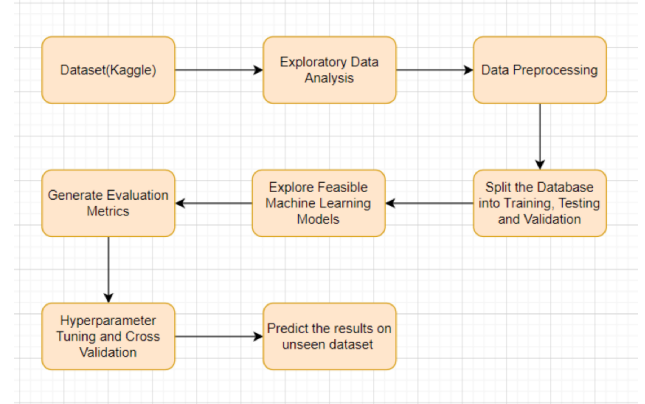 Dataset(Kaggle)
Exploratory Data
Analysis
Data Preprocessing
Split the Database
into Training, Testing
and Validation
Explore Feasible
Machine Learning
Models
Generate Evaluation
Metrics
Hyperparameter
Tuning and Cross
Validation
Predict the results on
unseen dataset